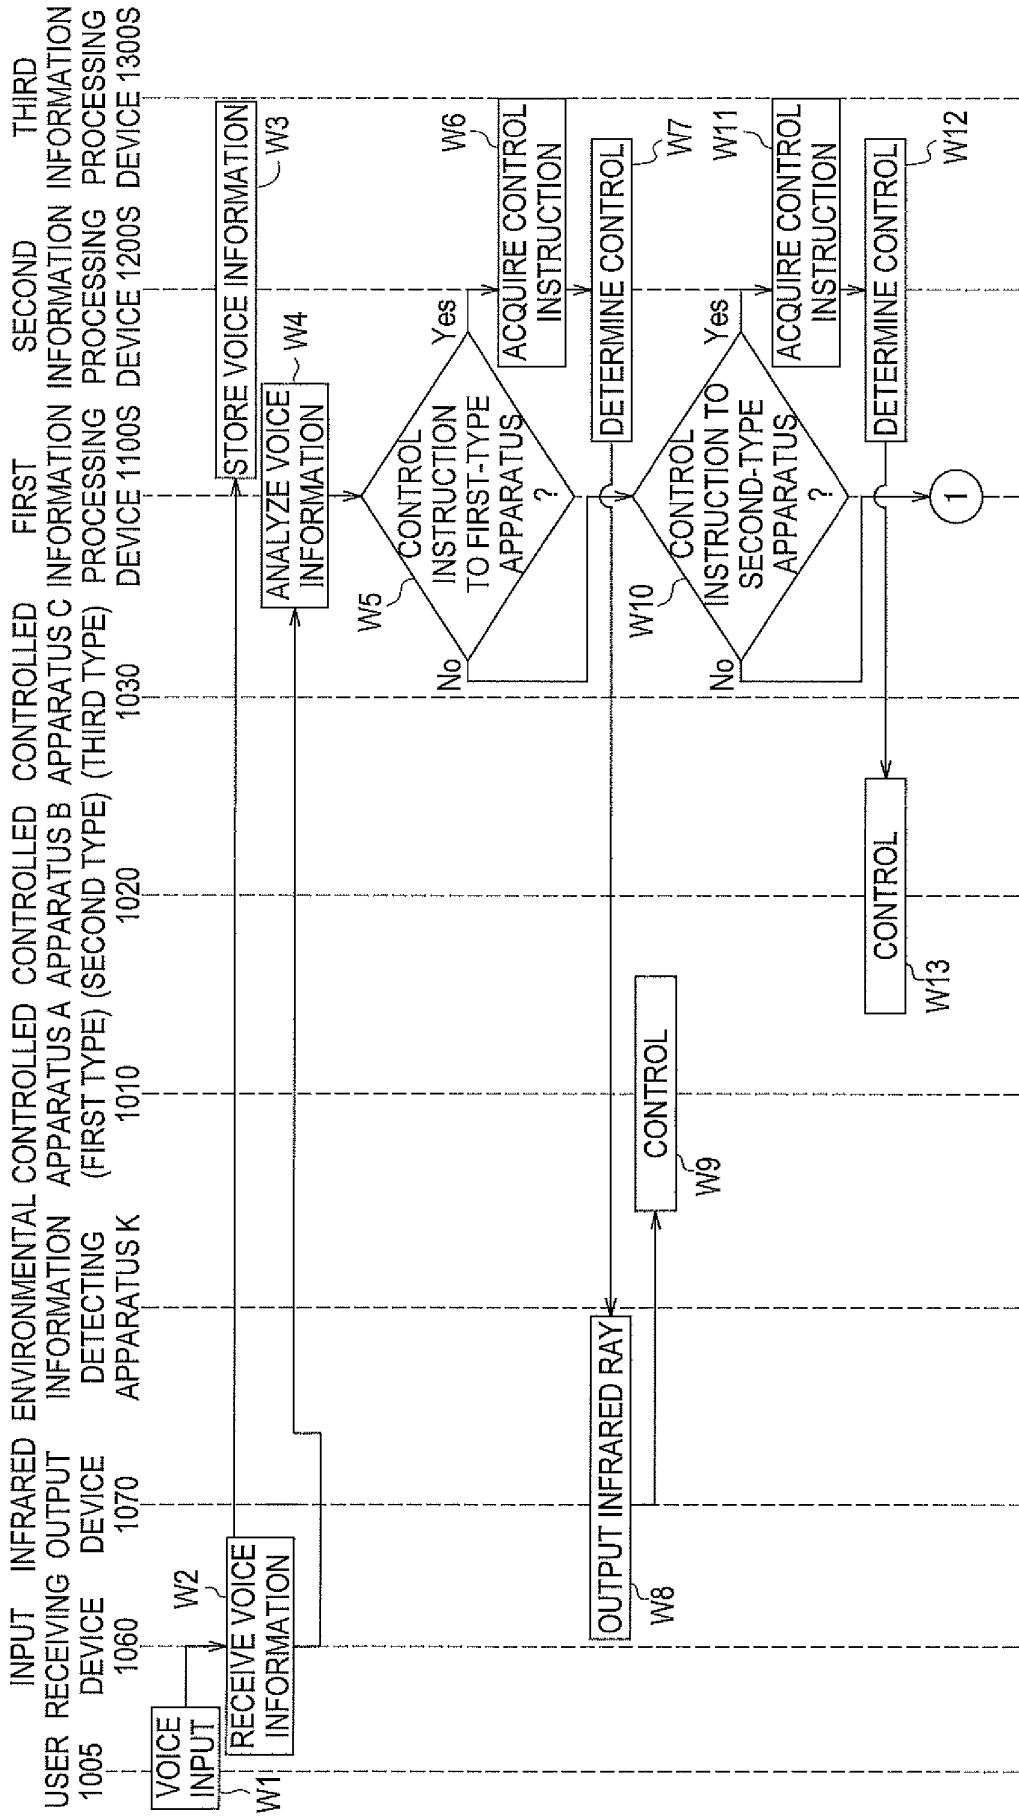 USER
1005
INPUT
RECEIVING
DEVICE
1060
INFRARED
OUTPUT
DEVICE
1070
ENVIRONMENTAL
INFORMATION
DETECTING
APPARATUS K
CONTROLLED
APPARATUS A
(FIRST TYPE)
1010
CONTROLLED
APPARATUS B
(SECOND TYPE)
1020
CONTROLLED
APPARATUS C
(THIRD TYPE)
1030
FIRST
INFORMATION
PROCESSING
DEVICE 1100S
SECOND
INFORMATION
PROCESSING
DEVICE 1200S
THIRD
INFORMATION
PROCESSING
DEVICE 1300S
VOICE
INPUT
W1
W2
RECEIVE VOICE
INFORMATION
STORE VOICE INFORMATION
W3
W4
ANALYZE VOICE
INFORMATION
W5
CONTROL
INSTRUCTION
TO FIRST-TYPE
APPARATUS
?
No
Yes
W6
ACQUIRE CONTROL
INSTRUCTION
DETERMINE CONTROL
W7
OUTPUT INFRARED RAY
W8
CONTROL
W9
W10
CONTROL
INSTRUCTION TO
SECOND-TYPE
APPARATUS
?
No
Yes
W11
ACQUIRE CONTROL
INSTRUCTION
DETERMINE CONTROL
W12
CONTROL
W13
1